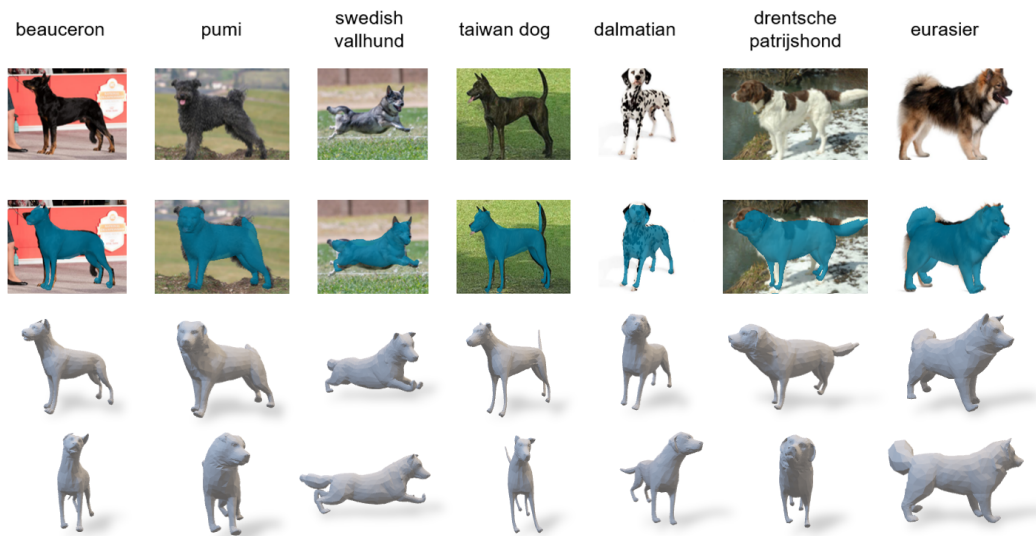 beauceron
pumi
swedish
vallhund
taiwan dog
dalmatian
drentsche
patrijshond
eurasier